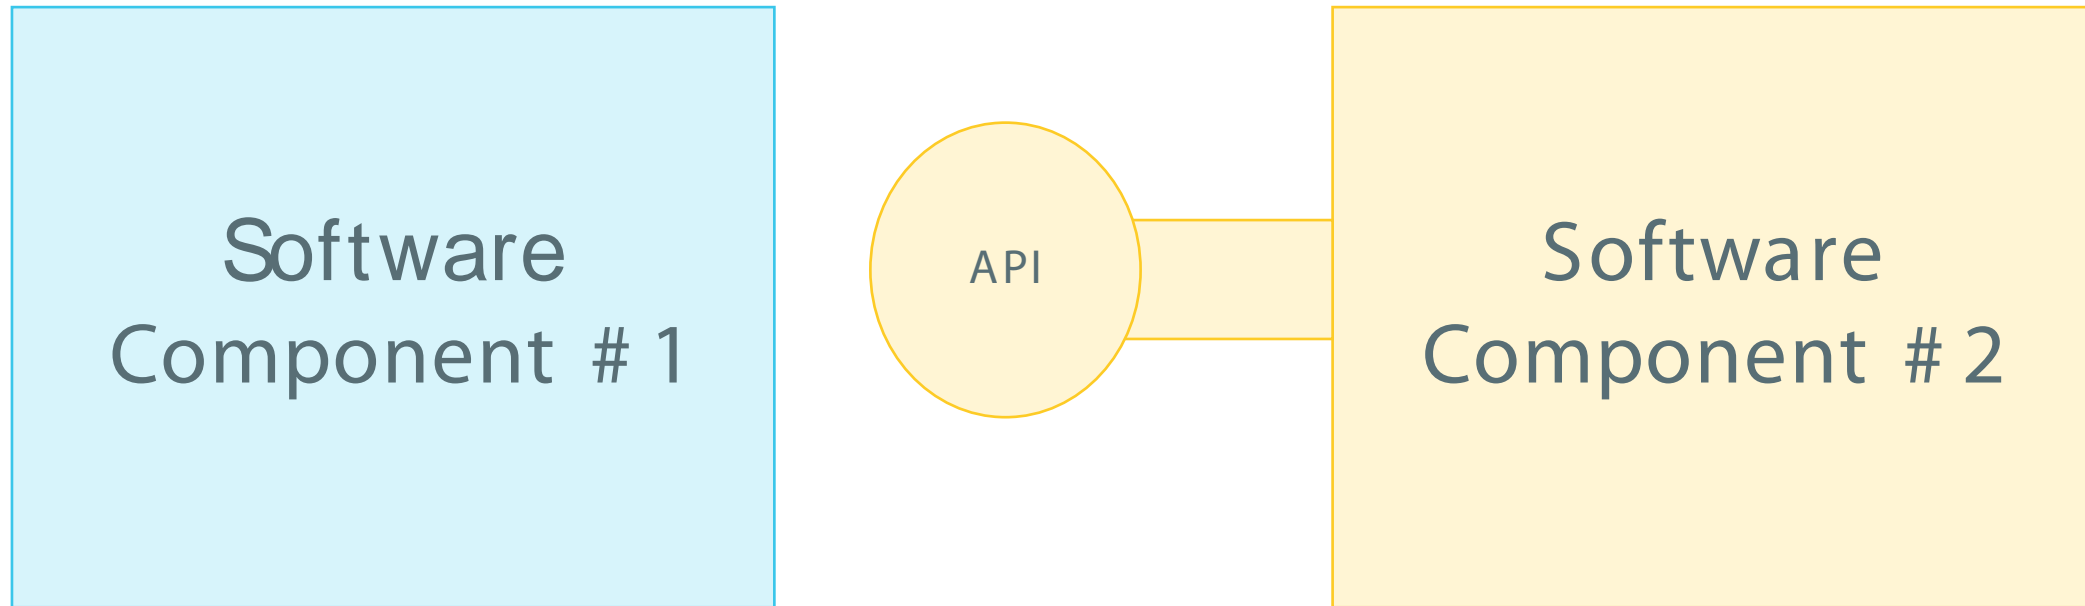 Software
Component # 1
API
Software
Component # 2